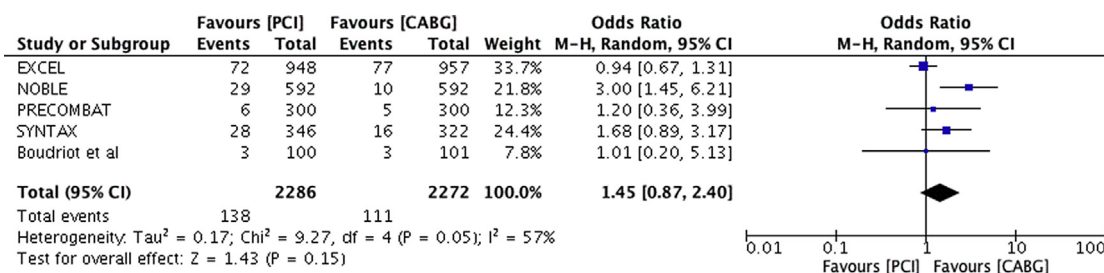 Favours [PCI] Favours [CABG] Odds Ratio Odds Ratio
Study or Subgroup Events Total Events Total Weight M-H, Random, 95% CI M-H, Random, 95% CI
EXCEL 72 948 77 957 33.7% 0.94 [0.67, 1.31]
NOBLE 29 592 10 592 21.8% 3.00 [1.45, 6.21]
PRECOMBAT 6 300 5 300 12.3% 1.20 [0.36, 3.99]
SYNTAX 28 346 16 322 24.4% 1.68 [0.89, 3.17]
Boudriot et al 3 100 3 101 7.8% 1.01 [0.20, 5.13]
Total (95% CI) 2286 2272 100.0% 1.45 [0.87, 2.40]
Total events 138 111
Heterogeneity: Tau² = 0.17; Chi² = 9.27, df = 4 (P = 0.05); I² = 57%
Test for overall effect: Z = 1.43 (P = 0.15)
0.01 0.1 1 10 100
Favours [PCI] Favours [CABG]